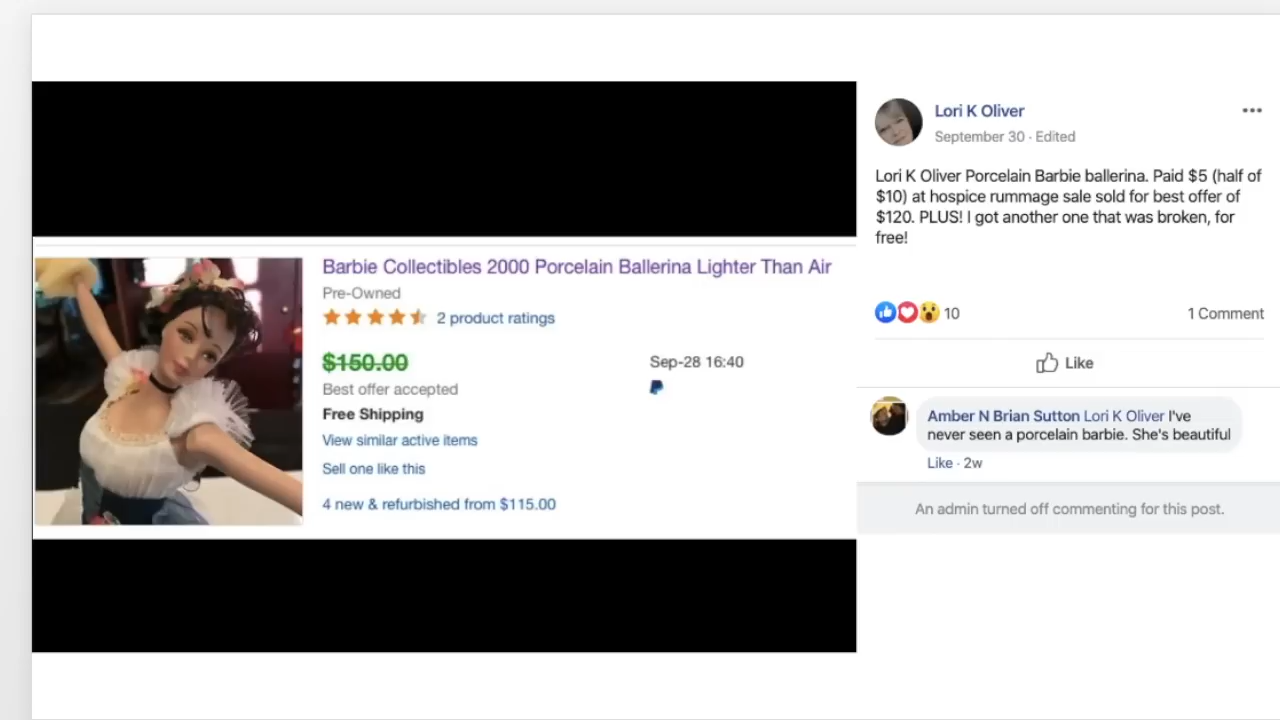 Barbie Collectibles 2000 Porcelain Ballerina Lighter Than Air
Pre-Owned
2 product ratings
$150.00
Sep-28 16:40
Best offer accepted
Free Shipping
View similar active items
Sell one like this
4 new & refurbished from $115.00
Lori K Oliver
September 30 · Edited
Lori K Oliver Porcelain Barbie ballerina. Paid $5 (half of
$10) at hospice rummage sale sold for best offer of
$120. PLUS! I got another one that was broken, for
free!
10
1 Comment
Like
Amber N Brian Sutton Lori K Oliver I've
never seen a porcelain barbie. She's beautiful
Like · 2w
An admin turned off commenting for this post.